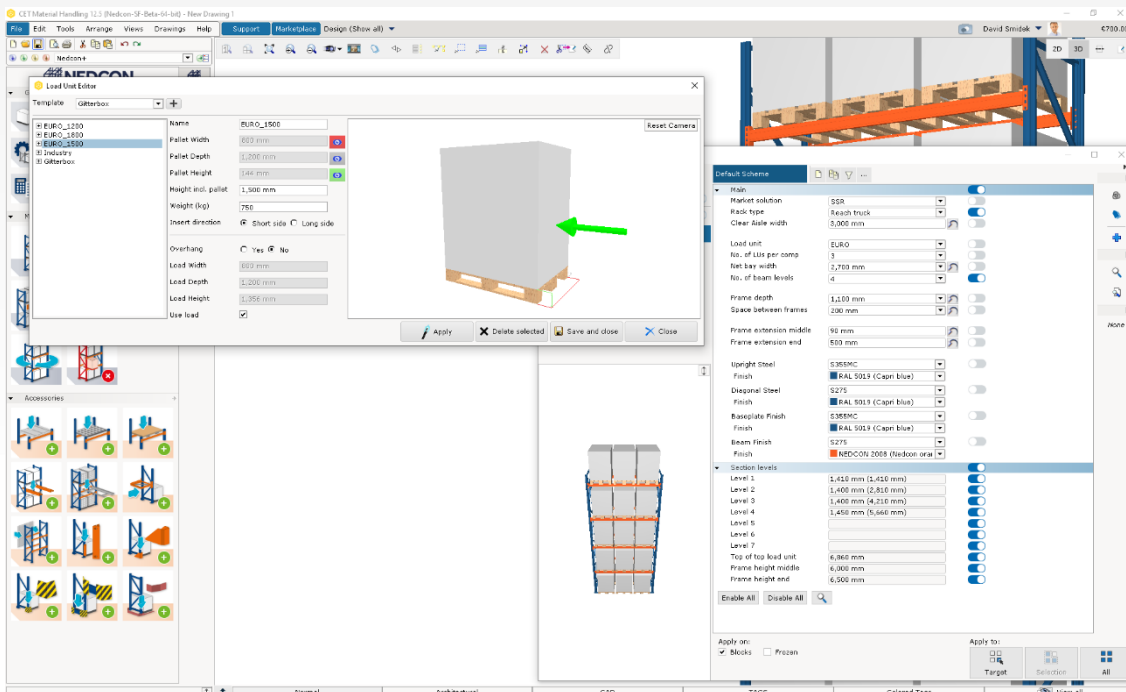 CET Material Handling 12.5 (Nedcon-SF-Beta-64-bit) - New Drawing 1
File Edit Tools Arrange Views Drawings Help Support Marketplace Design (Show all) David Smidek €700.0
Nedcon+
2D 3D
NEDCON
Load Unit Editor
Template Gitterbox
EURO_1200
EURO_1800
EURO_1500
Industry
Gitterbox
Name EURO_1500
Pallet Width 800 mm
Pallet Depth 1,200 mm
Pallet Height 144 mm
Height incl. pallet 1,500 mm
Weight (kg) 750
Insert direction Short side Long side
Overhang Yes No
Load Width 800 mm
Load Depth 1,200 mm
Load Height 1,356 mm
Use load
Reset Camera
Apply Delete selected Save and close Close
Accessories
Default Scheme
Main
Market solution SSR
Rack type Reach truck
Clear Aisle width 3,000 mm
Load unit EURO
No. of LUs per comp 3
Net bay width 2,700 mm
No. of beam levels 4
Frame depth 1,100 mm
Space between frames 200 mm
Frame extension middle 90 mm
Frame extension end 500 mm
Upright Steel S355MC
Finish RAL 5019 (Capri blue)
Diagonal Steel S275
Finish RAL 5019 (Capri blue)
Baseplate Finish S355MC
Finish RAL 5019 (Capri blue)
Beam Finish S275
Finish NEDCON 2008 (Nedcon orar
Section levels
Level 1 1,410 mm (1,410 mm)
Level 2 1,400 mm (2,810 mm)
Level 3 1,400 mm (4,210 mm)
Level 4 1,450 mm (5,660 mm)
Level 5
Level 6
Level 7
Top of top load unit 6,860 mm
Frame height middle 6,000 mm
Frame height end 6,500 mm
Enable All Disable All
Apply on:
Blocks Frozen
Apply to:
Target Selection All
None
Normal Architectural CAD TAGS Colored Tags View all